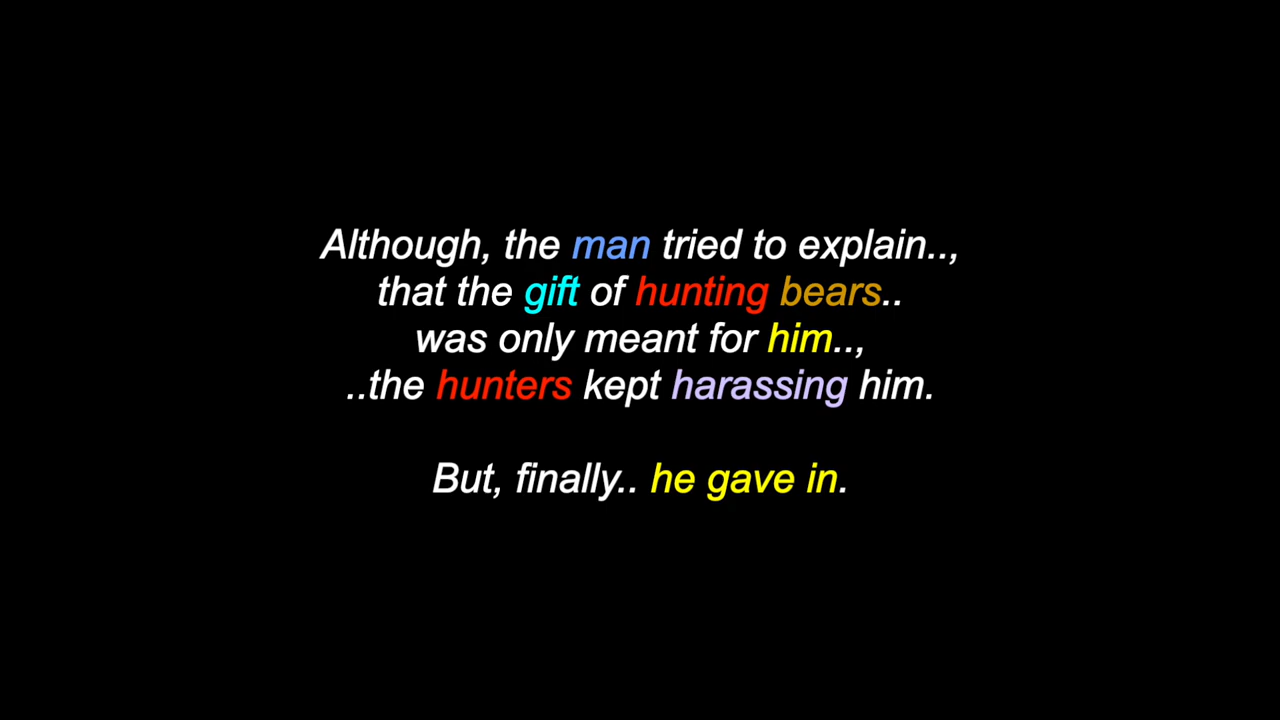 Although, the man tried to explain..,
that the gift of hunting bears..
was only meant for him..,
..the hunters kept harassing him.
But, finally.. he gave in.